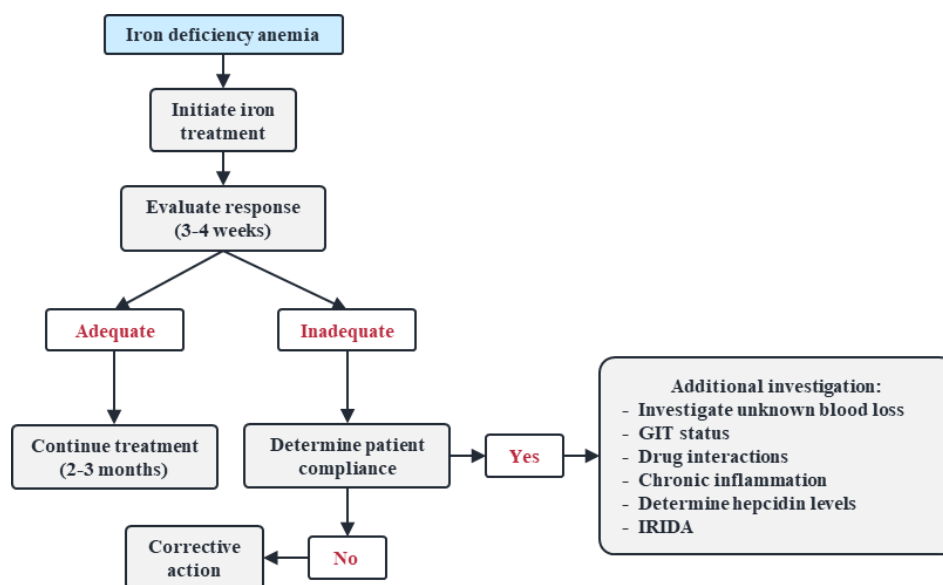 Iron deficiency anemia
Initiate iron
treatment
Evaluate response
(3-4 weeks)
Adequate
Inadequate
Continue treatment
(2-3 months)
Determine patient
compliance
Yes
Additional investigation:
- Investigate unknown blood loss
- GIT status
- Drug interactions
- Chronic inflammation
- Determine hepcidin levels
- IRIDA
No
Corrective
action